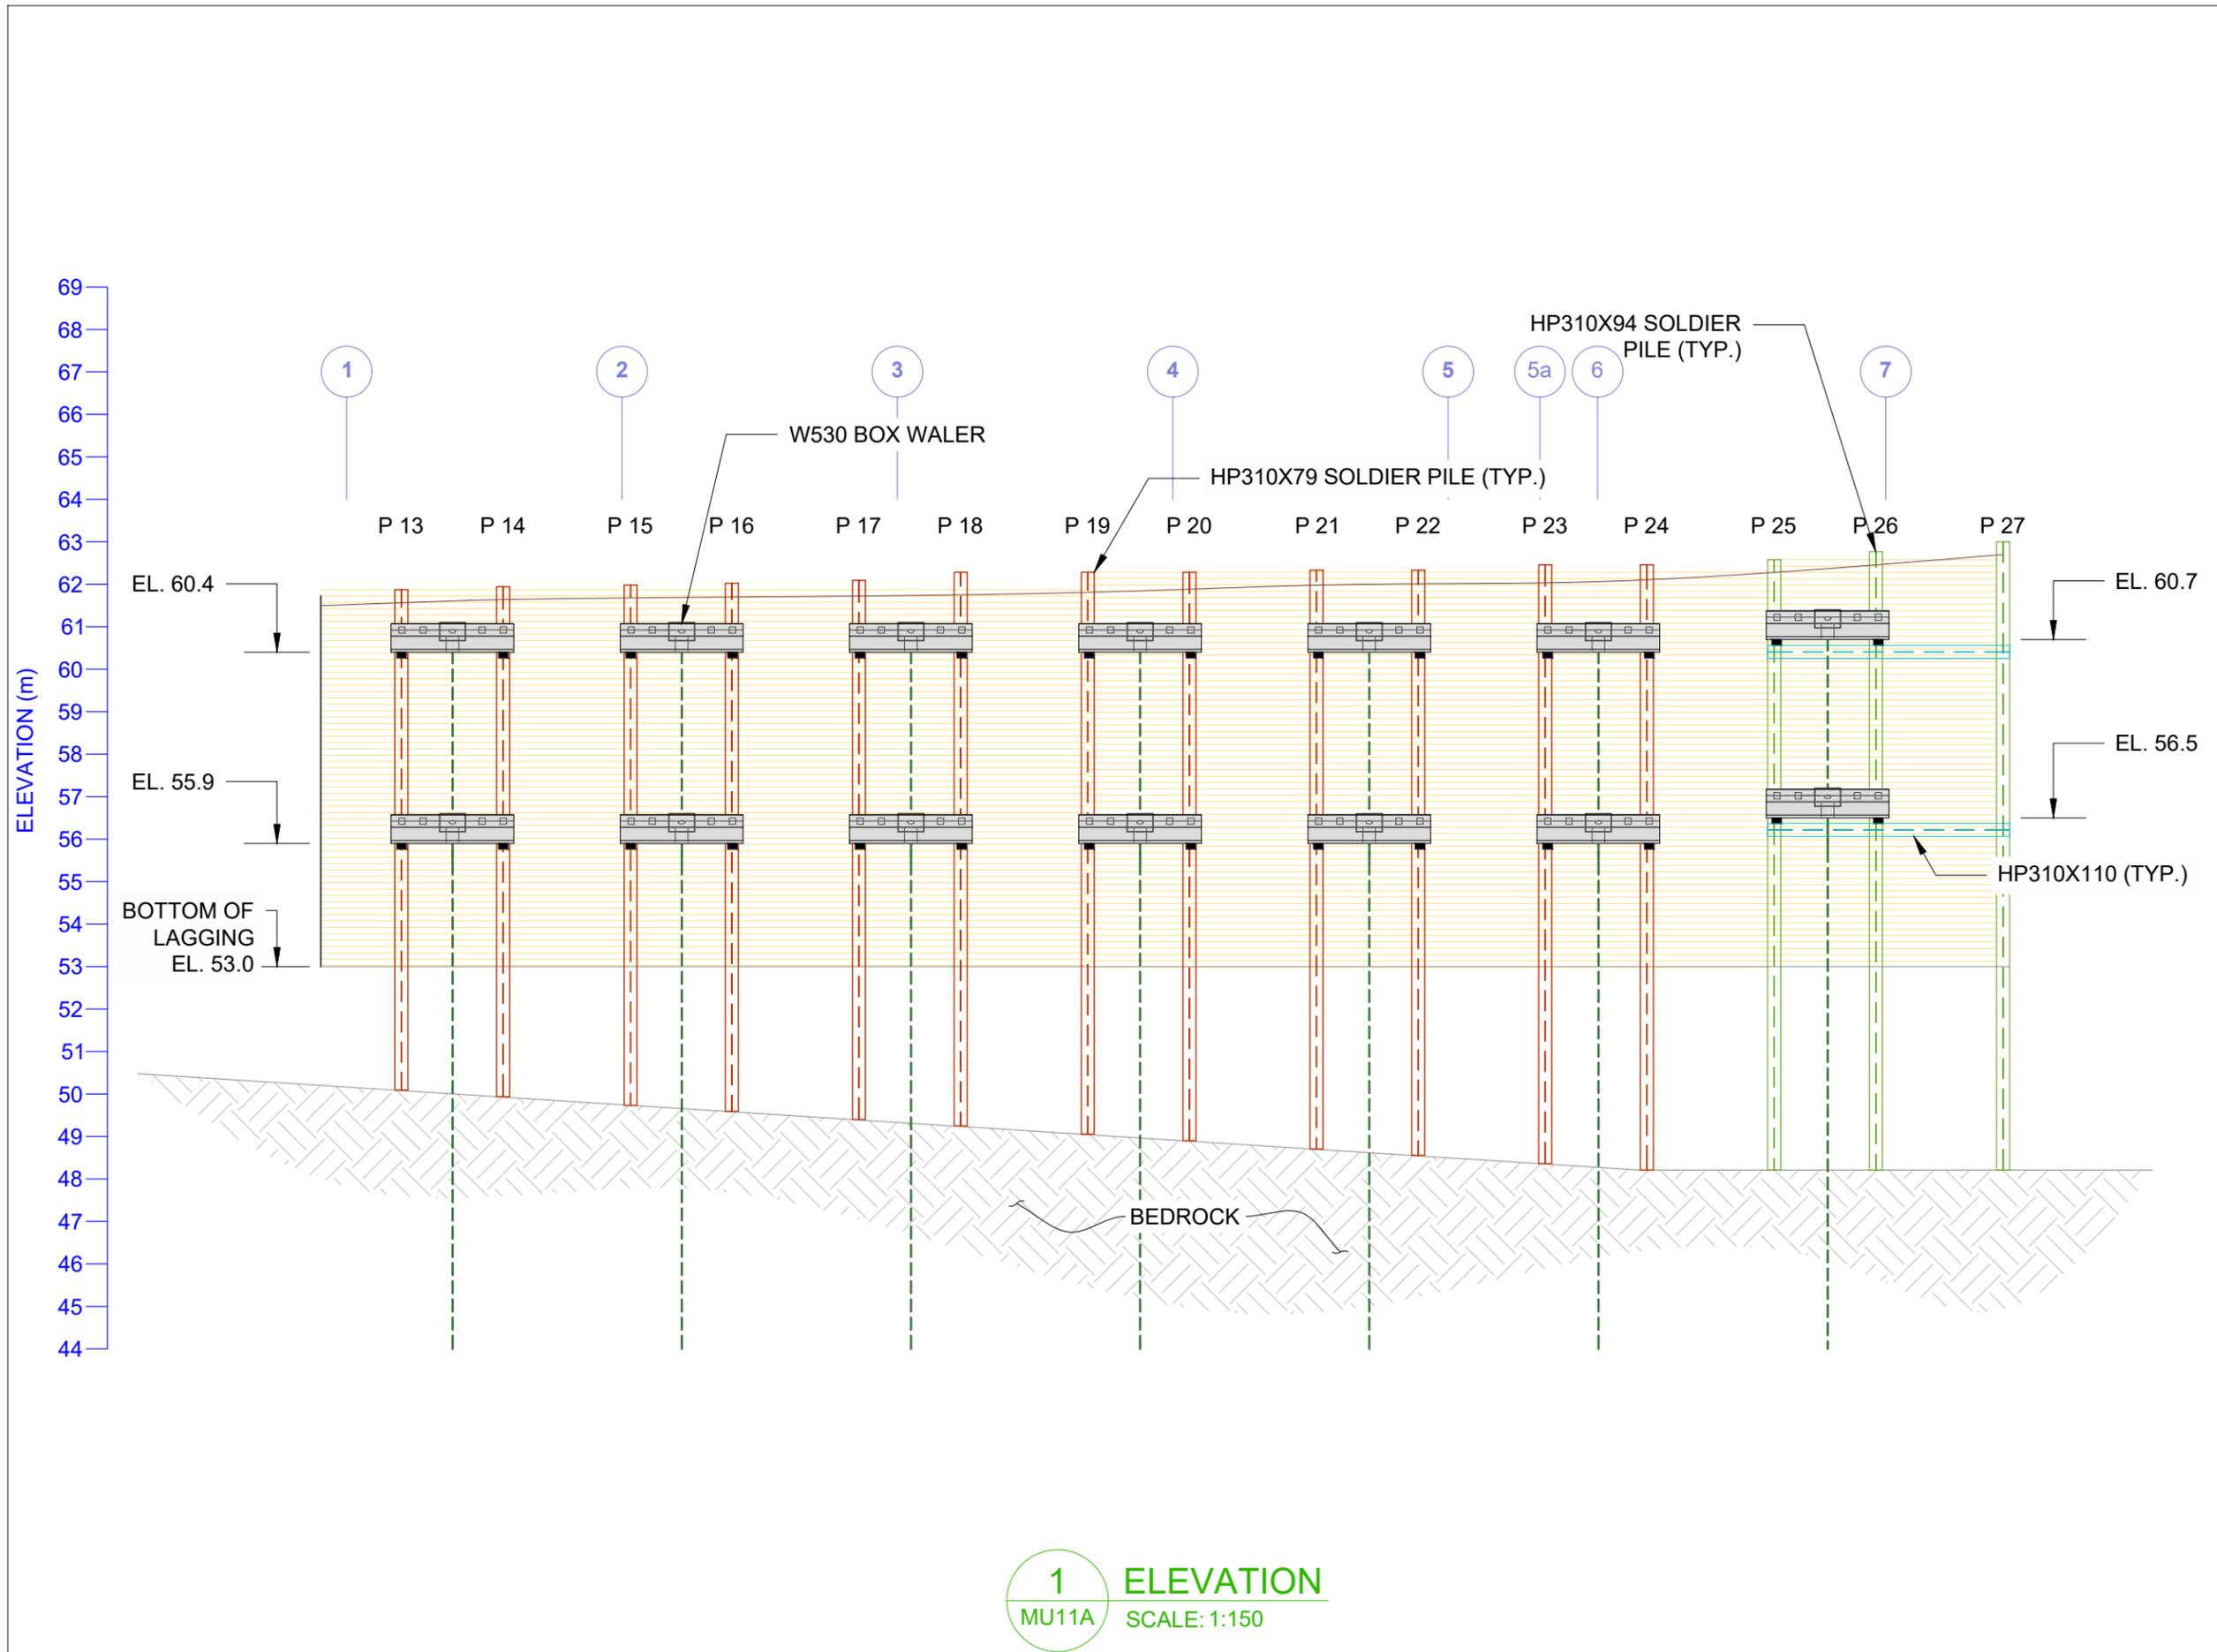 69
68
67
66
65
64
63
62
61
60
59
58
57
56
55
54
53
52
51
50
49
48
47
46
45
44
ELEVATION (m)
1
2
3
4
5
5a
6
7
HP310X94 SOLDIER
PILE (TYP.)
W530 BOX WALER
HP310X79 SOLDIER PILE (TYP.)
P 13
P 14
P 15
P 16
P 17
P 18
P 19
P 20
P 21
P 22
P 23
P 24
P 25
P 26
P 27
EL. 60.4
EL. 60.7
EL. 55.9
EL. 56.5
HP310X110 (TYP.)
BOTTOM OF
LAGGING
EL. 53.0
BEDROCK
1
MU11A
ELEVATION
SCALE: 1:150